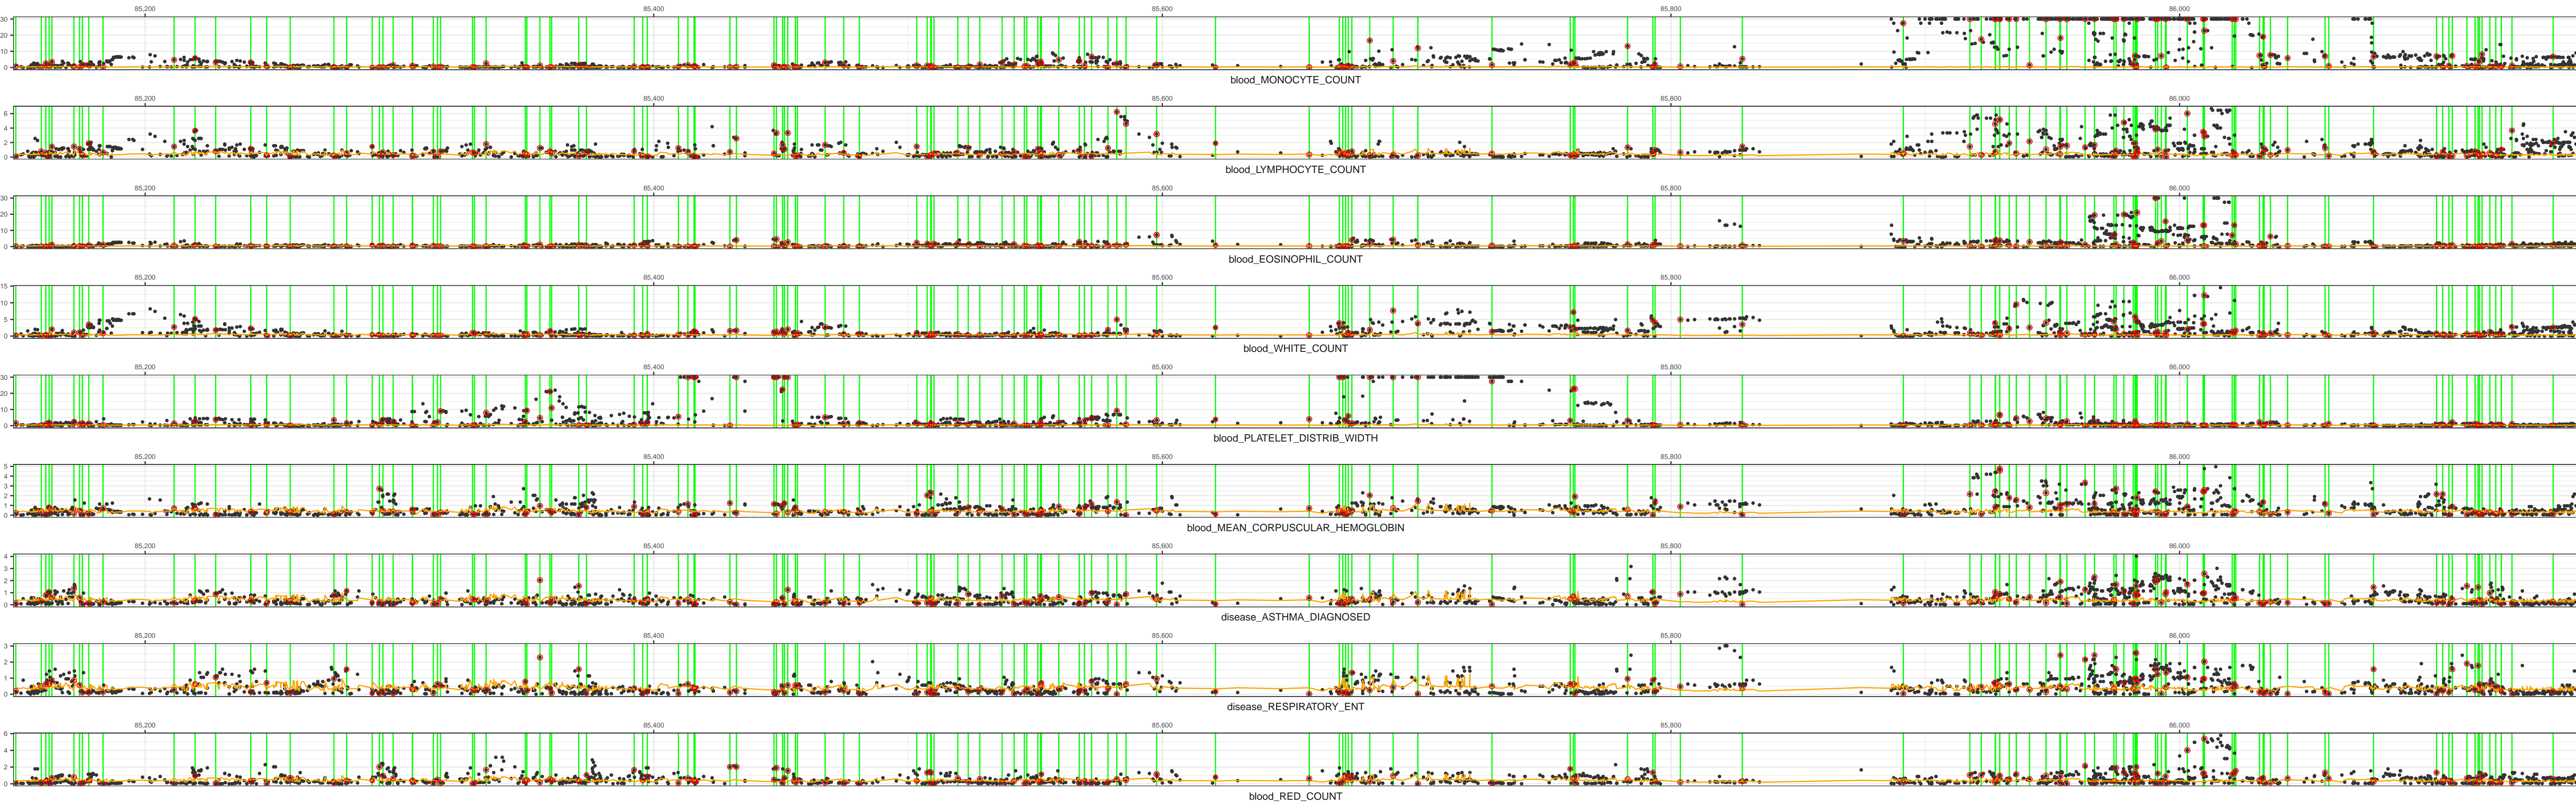 85,200 85,400 85,600 85,800 86,000
30
20
10
0
blood_MONOCYTE_COUNT
85,200 85,400 85,600 85,800 86,000
6
4
2
0
blood_LYMPHOCYTE_COUNT
85,200 85,400 85,600 85,800 86,000
30
20
10
0
blood_EOSINOPHIL_COUNT
85,200 85,400 85,600 85,800 86,000
15
10
5
0
blood_WHITE_COUNT
85,200 85,400 85,600 85,800 86,000
30
20
10
0
blood_PLATELET_DISTRIB_WIDTH
85,200 85,400 85,600 85,800 86,000
5
4
3
2
1
0
blood_MEAN_CORPUSCULAR_HEMOGLOBIN
85,200 85,400 85,600 85,800 86,000
4
3
2
1
0
disease_ASTHMA_DIAGNOSED
85,200 85,400 85,600 85,800 86,000
3
2
1
0
disease_RESPIRATORY_ENT
85,200 85,400 85,600 85,800 86,000
6
4
2
0
blood_RED_COUNT